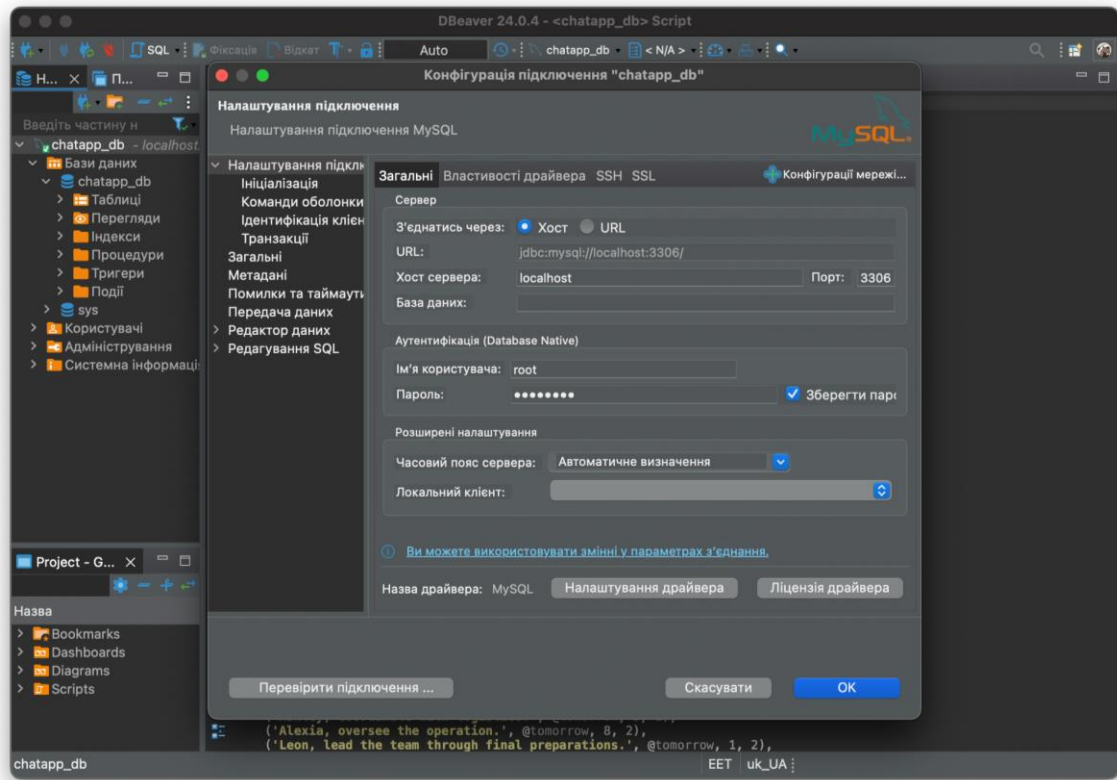 DBeaver 24.0.4 - <chatapp_db> Script
SQL Фіксація Відкат Auto chatapp_db < N/A >
Н... П...
Введіть частину н
chatapp_db - localhost
Бази даних
chatapp_db
Таблиці
Перегляди
Індекси
Процедури
Тригери
Події
sys
Користувачі
Адміністрування
Системна інформаці
Project - G...
Назва
Bookmarks
Dashboards
Diagrams
Scripts
Конфігурація підключення "chatapp_db"
Налаштування підключення
Налаштування підключення MySQL
MySQL
Налаштування підкл
Ініціалізація
Команди оболонки
Ідентифікація клієн
Транзакції
Загальні
Метадані
Помилки та таймаути
Передача даних
Редактор даних
Редагування SQL
Загальні Властивості драйвера SSH SSL Конфігурації мережі...
Сервер
З'єднатись через: Хост URL
URL: jdbc:mysql://localhost:3306/
Хост сервера: localhost Порт: 3306
База даних:
Аутентифікація (Database Native)
Ім'я користувача: root
Пароль: •••••••• Зберегти паро
Розширені налаштування
Часовий пояс сервера: Автоматичне визначення
Локальний клієнт:
Ви можете використовувати змінні у параметрах з'єднання.
Назва драйвера: MySQL Налаштування драйвера Ліцензія драйвера
Перевірити підключення ... Скасувати ОК
('Alexia, oversee the operation.', @tomorrow, 8, 2),
('Leon, lead the team through final preparations.', @tomorrow, 1, 2),
chatapp_db EET uk_UA